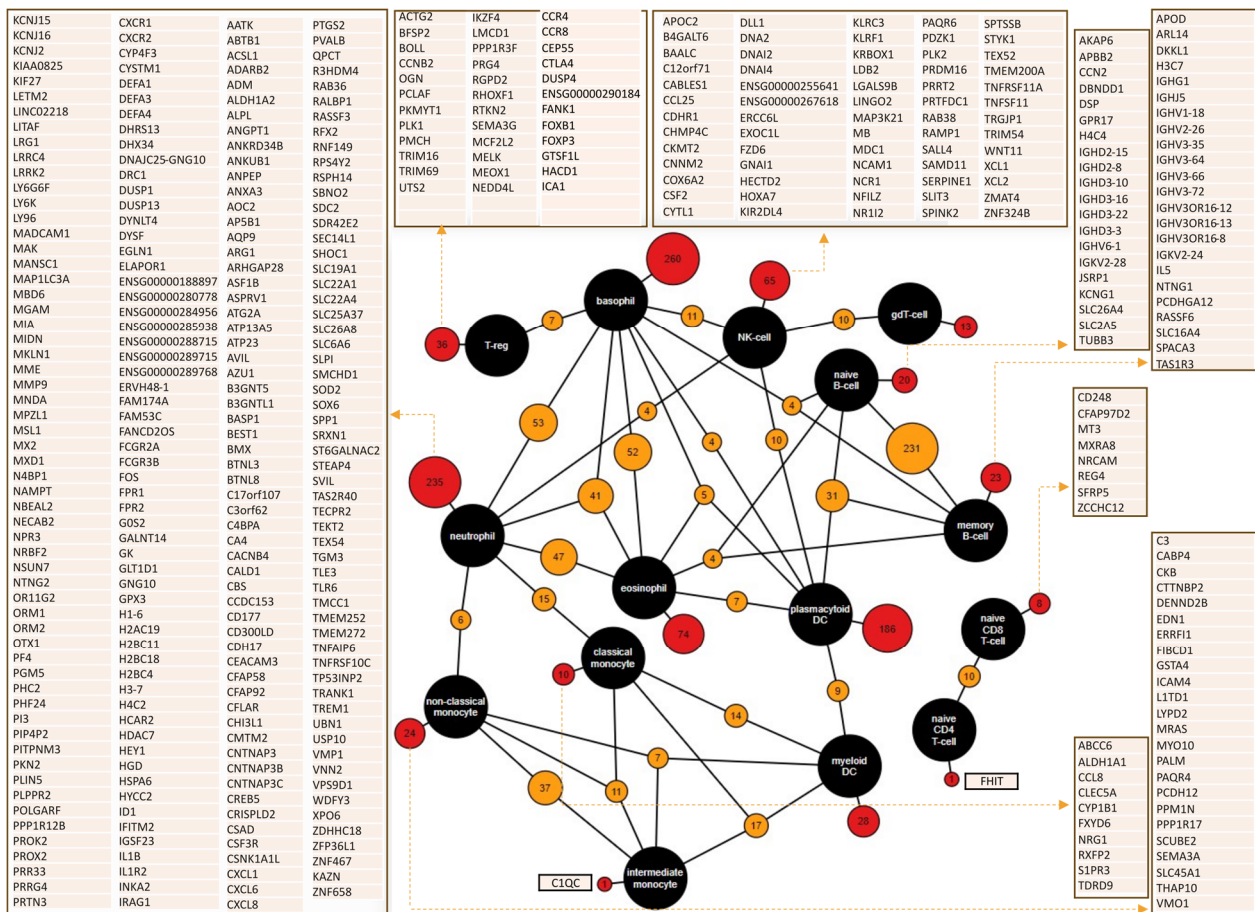 KCNJ15
KCNJ16
KCNJ2
KIAA0825
KIF27
LETM2
LINC02218
LITAF
LRG1
LRRC4
LRRK2
LY6G6F
LY6K
LY96
MADCAM1
MAK
MANSC1
MAP1LC3A
MBD6
MGAM
MIA
MIDN
MKLN1
MME
MMP9
MNDA
MPZL1
MSL1
MX2
MXD1
N4BP1
NAMPT
NBEAL2
NECAB2
NPR3
NRBF2
NSUN7
NTNG2
OR11G2
ORM1
ORM2
OTX1
PF4
PGM5
PHC2
PHF24
PI3
PIP4P2
PITPNM3
PKN2
PLIN5
PLPPR2
POLGARF
PPP1R12B
PROK2
PROX2
PRR33
PRRG4
PRTN3
CXCR1
CXCR2
CYP4F3
CYSTM1
DEFA1
DEFA3
DEFA4
DHRS13
DHX34
DNAJC25-GNG10
DRC1
DUSP1
DUSP13
DYNLT4
DYSF
EGLN1
ELAPOR1
ENSG00000188897
ENSG00000280778
ENSG00000284956
ENSG00000285938
ENSG00000288715
ENSG00000289715
ENSG00000289768
ERVH48-1
FAM174A
FAM53C
FANCD2OS
FCGR2A
FCGR3B
FOS
FPR1
FPR2
G0S2
GALNT14
GK
GLT1D1
GNG10
GPX3
H1-6
H2AC19
H2BC11
H2BC18
H2BC4
H3-7
H4C2
HCAR2
HDAC7
HEY1
HGD
HSPA6
HYCC2
ID1
IFITM2
IGSF23
IL1B
IL1R2
INKA2
IRAG1
AATK
ABTB1
ACSL1
ADARB2
ADM
ALDH1A2
ALPL
ANGPT1
ANKRD34B
ANKUB1
ANPEP
ANXA3
AOC2
AP5B1
AQP9
ARG1
ARHGAP28
ASF1B
ASPRV1
ATG2A
ATP13A5
ATP23
AVIL
AZU1
B3GNT5
B3GNTL1
BASP1
BEST1
BMX
BTNL3
BTNL8
C17orf107
C3orf62
C4BPA
CA4
CACNB4
CALD1
CBS
CCDC153
CD177
CD300LD
CDH17
CEACAM3
CFAP58
CFAP92
CFLAR
CHI3L1
CMTM2
CNTNAP3
CNTNAP3B
CNTNAP3C
CREB5
CRISPLD2
CSAD
CSF3R
CSNK1A1L
CXCL1
CXCL6
CXCL8
PTGS2
PVALB
QPCT
R3HDM4
RAB36
RALBP1
RASSF3
RFX2
RNF149
RPS4Y2
RSPH14
SBNO2
SDC2
SDR42E2
SEC14L1
SHOC1
SLC19A1
SLC22A1
SLC22A4
SLC25A37
SLC26A8
SLC6A6
SLPI
SMCHD1
SOD2
SOX6
SPP1
SRXN1
ST6GALNAC2
STEAP4
SVIL
TAS2R40
TECPR2
TEKT2
TEX54
TGM3
TLE3
TLR6
TMCC1
TMEM252
TMEM272
TNFAIP6
TNFRSF10C
TP53INP2
TRANK1
TREM1
UBN1
USP10
VMP1
VNN2
VPS9D1
WDFY3
XPO6
ZDHHC18
ZFP36L1
ZNF467
KAZN
ZNF658
ACTG2
BFSP2
BOLL
CCNB2
OGN
PCLAF
PKMYT1
PLK1
PMCH
TRIM16
TRIM69
UTS2
IKZF4
LMCD1
PPP1R3F
PRG4
RGPD2
RHOXF1
RTKN2
SEMA3G
MCF2L2
MELK
MEOX1
NEDD4L
CCR4
CCR8
CEP55
CTLA4
DUSP4
ENSG00000290184
FANK1
FOXB1
FOXP3
GTSF1L
HACD1
ICA1
APOC2
B4GALT6
BAALC
C12orf71
CABLES1
CCL25
CDHR1
CHMP4C
CKMT2
CNNM2
COX6A2
CSF2
CYTL1
DLL1
DNA2
DNAI2
DNAI4
ENSG00000255641
ENSG00000267618
ERCC6L
EXOC1L
FZD6
GNAI1
HECTD2
HOXA7
KIR2DL4
KLRC3
KLRF1
KRBOX1
LDB2
LGALS9B
LINGO2
MAP3K21
MB
MDC1
NCAM1
NCR1
NFILZ
NR1I2
PAQR6
PDZK1
PLK2
PRDM16
PRRT2
PRTFDC1
RAB38
RAMP1
SALL4
SAMD11
SERPINE1
SLIT3
SPINK2
SPTSSB
STYK1
TEX52
TMEM200A
TNFRSF11A
TNFSF11
TRGJP1
TRIM54
WNT11
XCL1
XCL2
ZMAT4
ZNF324B
AKAP6
APBB2
CCN2
DBNDD1
DSP
GPR17
H4C4
IGHD2-15
IGHD2-8
IGHD3-10
IGHD3-16
IGHD3-22
IGHD3-3
IGHV6-1
IGKV2-28
JSRP1
KCNG1
SLC26A4
SLC2A5
TUBB3
APOD
ARL14
DKKL1
H3C7
IGHG1
IGHJ5
IGHV1-18
IGHV2-26
IGHV3-35
IGHV3-64
IGHV3-66
IGHV3-72
IGHV3OR16-12
IGHV3OR16-13
IGHV3OR16-8
IGKV2-24
IL5
NTNG1
PCDHGA12
RASSF6
SLC16A4
SPACA3
TAS1R3
260
basophil
65
11
10
7
36
T-reg
NK-cell
gdT-cell
13
naive
B-cell
20
4
4
53
52
4
10
231
235
41
5
31
23
neutrophil
47
4
memory
B-cell
eosinophil
15
7
plasmacytoid
DC
6
74
186
8
naive
CD8
T-cell
classical
monocyte
10
10
9
non-classical
monocyte
24
14
naive
CD4
T-cell
7
myeloid
DC
1
FHIT
37
11
17
28
C1QC
1
intermediate
monocyte
CD248
CFAP97D2
MT3
MXRA8
NRCAM
REG4
SFRP5
ZCCHC12
ABCC6
ALDH1A1
CCL8
CLEC5A
CYP1B1
FXYD6
NRG1
RXFP2
S1PR3
TDRD9
C3
CABP4
CKB
CTTNBP2
DENND2B
EDN1
ERRFI1
FIBCD1
GSTA4
ICAM4
L1TD1
LYPD2
MRAS
MYO10
PALM
PAQR4
PCDH12
PPM1N
PPP1R17
SCUBE2
SEMA3A
SLC45A1
THAP10
VMO1